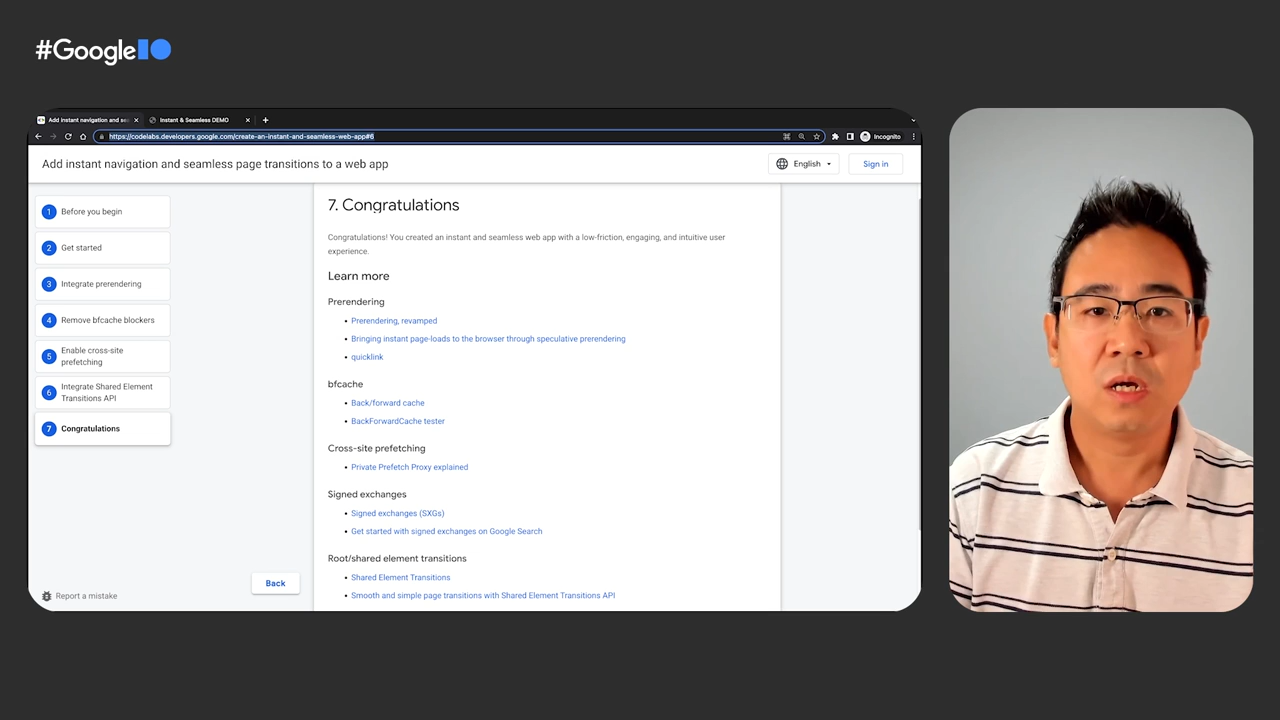 #GoogleIO
Add instant navigation and sea
Instant & Seamless DEMO
https://codelabs.developers.google.com/create-an-instant-and-seamless-web-app#6
Incognito
Add instant navigation and seamless page transitions to a web app
English
Sign in
1 Before you begin
2 Get started
3 Integrate prerendering
4 Remove bfcache blockers
5 Enable cross-site
prefetching
6 Integrate Shared Element
Transitions API
7 Congratulations
Report a mistake
Back
7. Congratulations
Congratulations! You created an instant and seamless web app with a low-friction, engaging, and intuitive user
experience.
Learn more
Prerendering
• Prerendering, revamped
• Bringing instant page-loads to the browser through speculative prerendering
• quicklink
bfcache
• Back/forward cache
• BackForwardCache tester
Cross-site prefetching
• Private Prefetch Proxy explained
Signed exchanges
• Signed exchanges (SXGs)
• Get started with signed exchanges on Google Search
Root/shared element transitions
• Shared Element Transitions
• Smooth and simple page transitions with Shared Element Transitions API